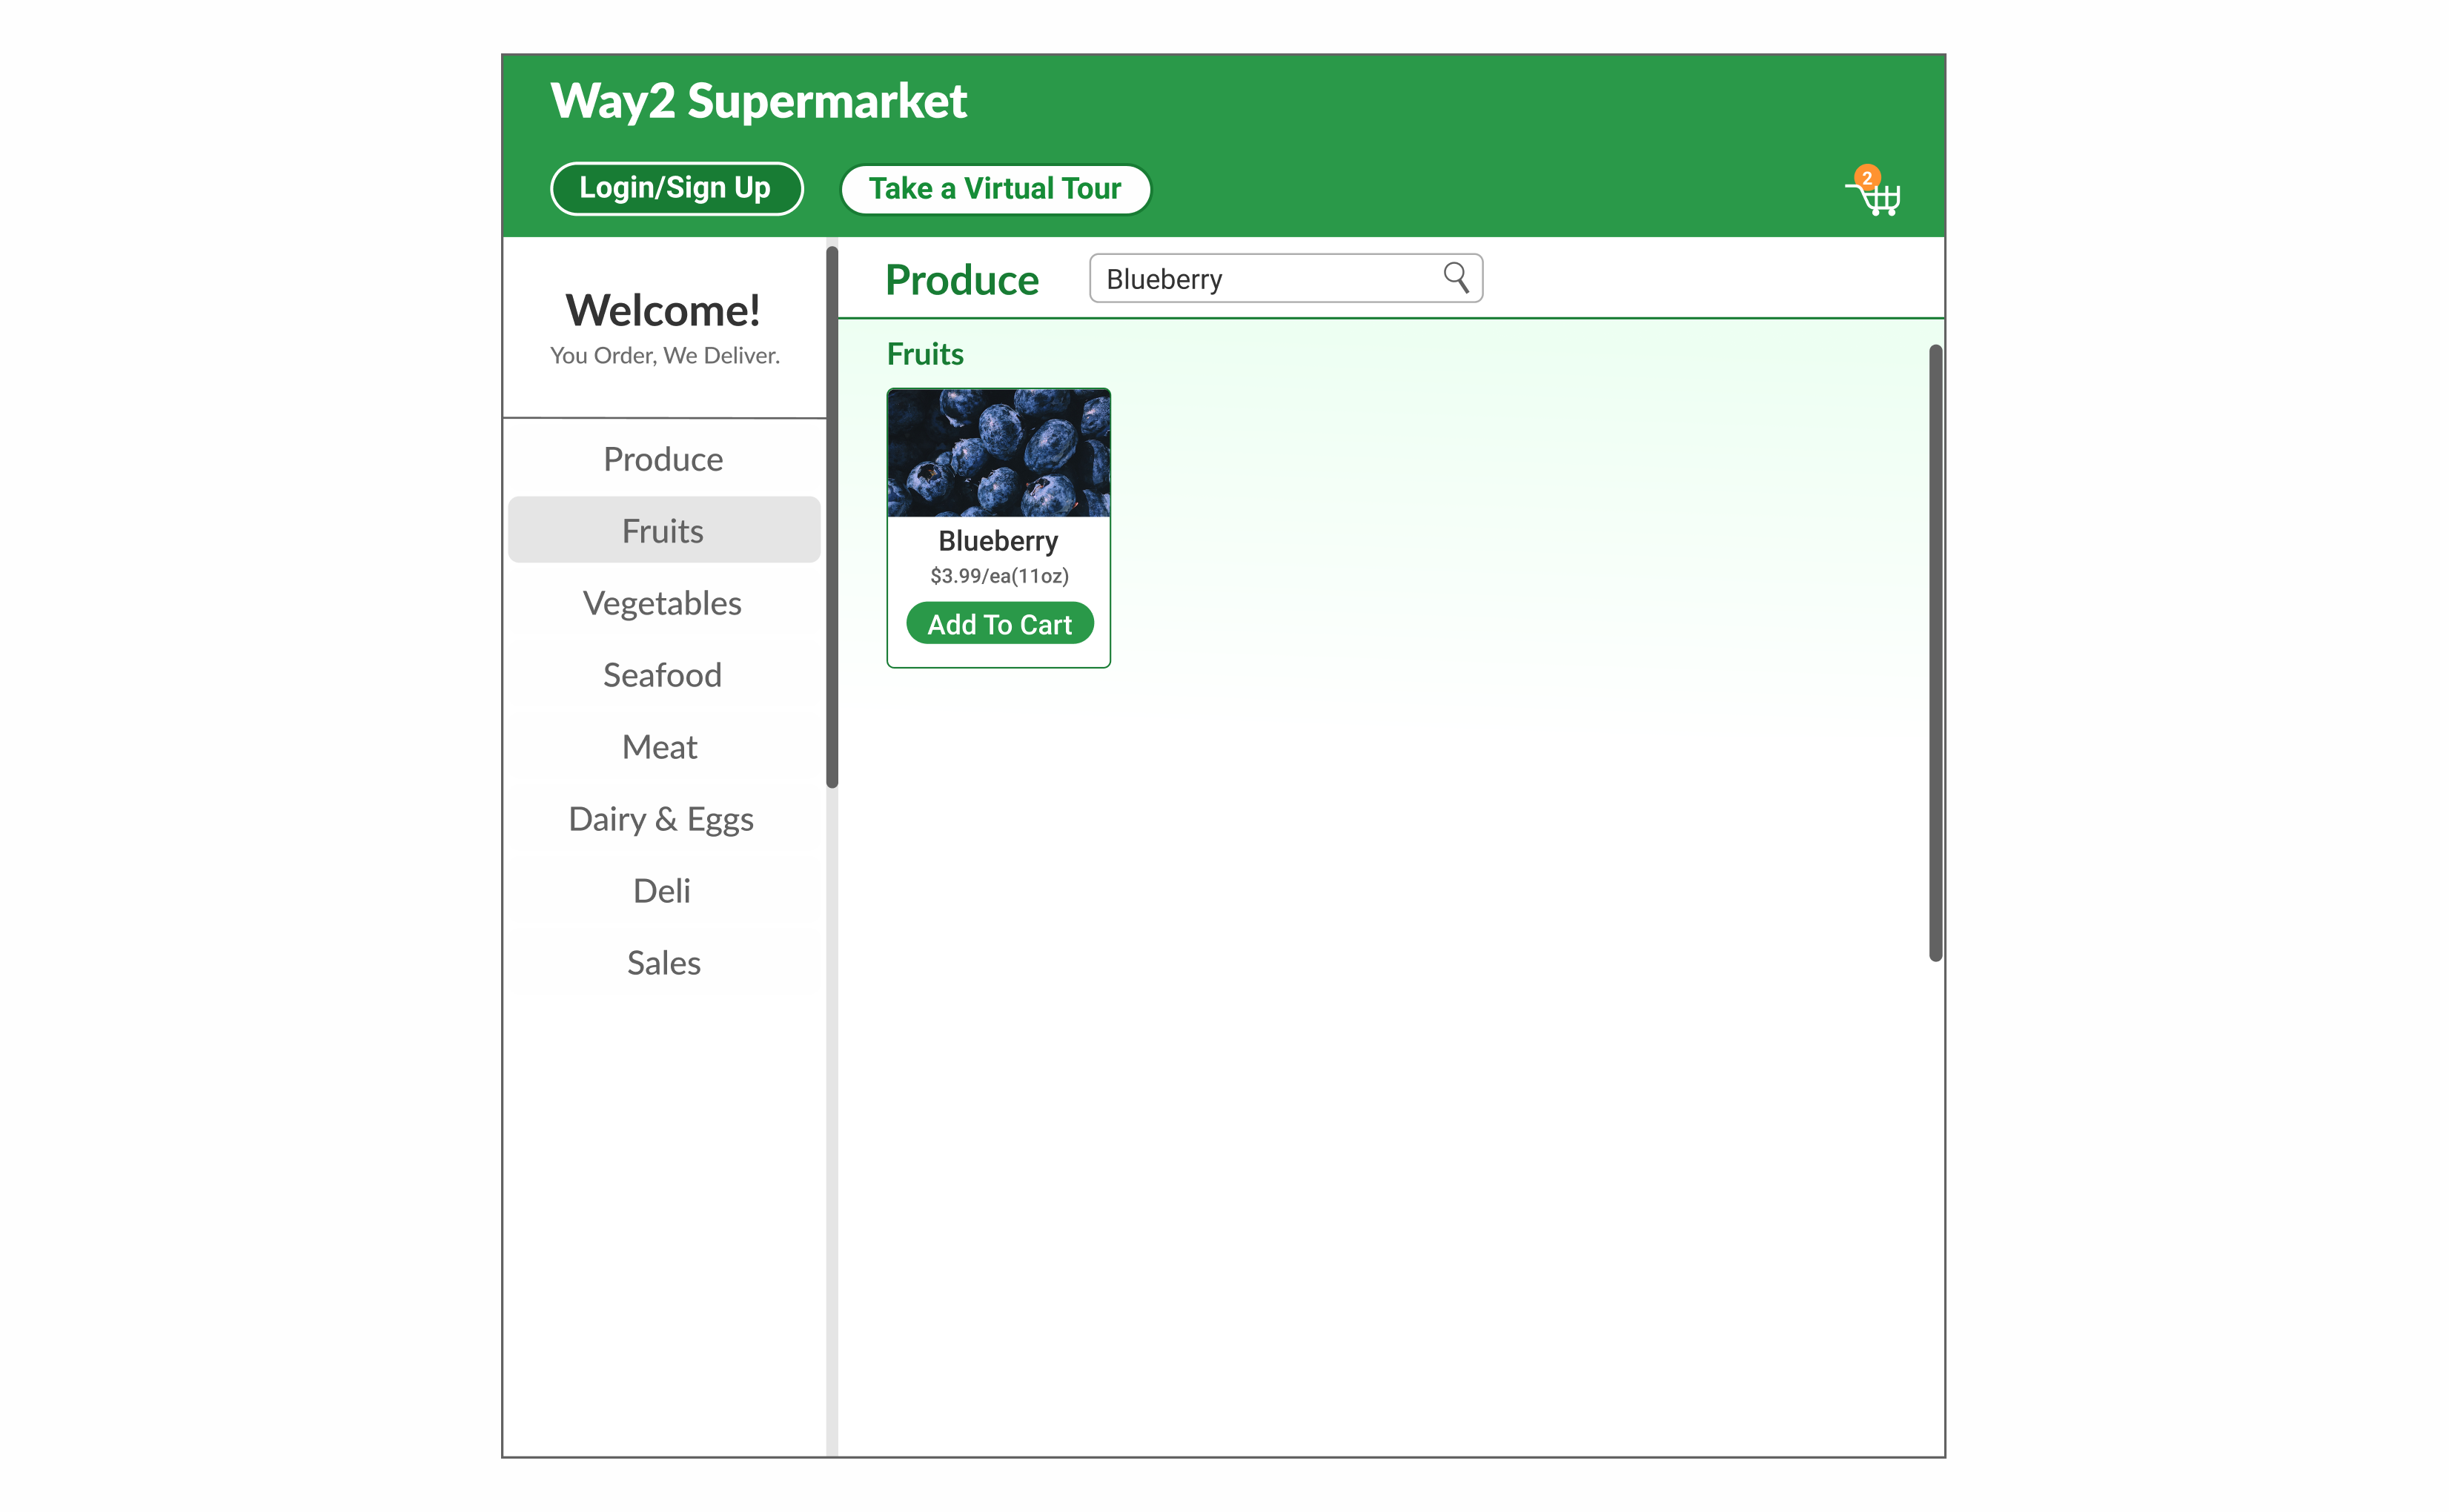 Way2 Supermarket
Login/Sign Up
Take a Virtual Tour
2
Welcome!
You Order, We Deliver.
Produce
Fruits
Vegetables
Seafood
Meat
Dairy & Eggs
Deli
Sales
Produce
Blueberry
Fruits
Blueberry
$3.99/ea(11oz)
Add To Cart